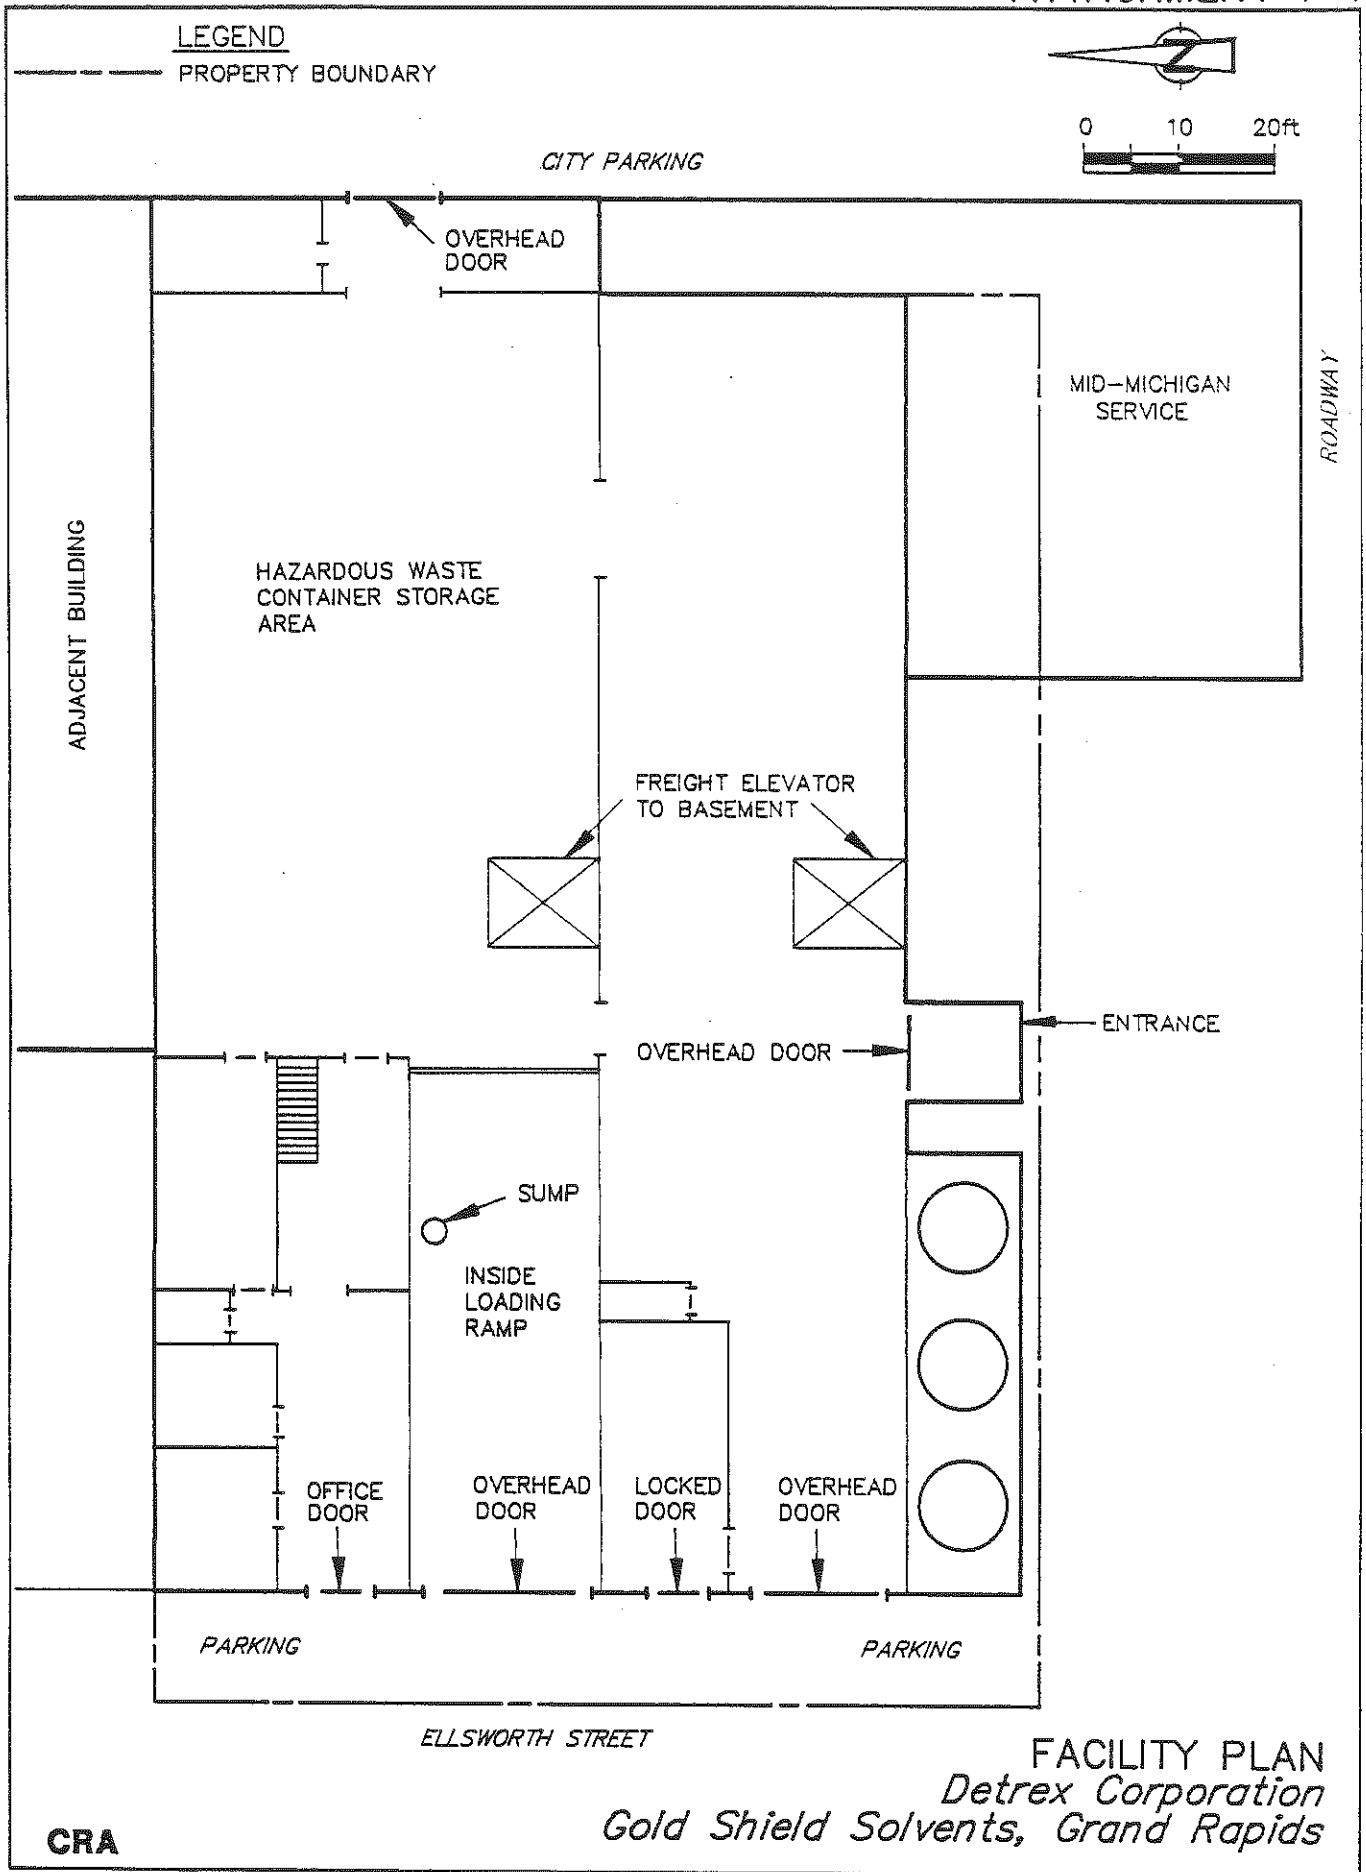 LEGEND
PROPERTY BOUNDARY
N
0 10 20ft
CITY PARKING
OVERHEAD
DOOR
MID-MICHIGAN
SERVICE
ROADWAY
ADJACENT BUILDING
HAZARDOUS WASTE
CONTAINER STORAGE
AREA
FREIGHT ELEVATOR
TO BASEMENT
ENTRANCE
OVERHEAD DOOR
SUMP
INSIDE
LOADING
RAMP
OFFICE
DOOR
OVERHEAD
DOOR
LOCKED
DOOR
OVERHEAD
DOOR
PARKING
PARKING
ELLSWORTH STREET
FACILITY PLAN
Detrex Corporation
Gold Shield Solvents, Grand Rapids
CRA